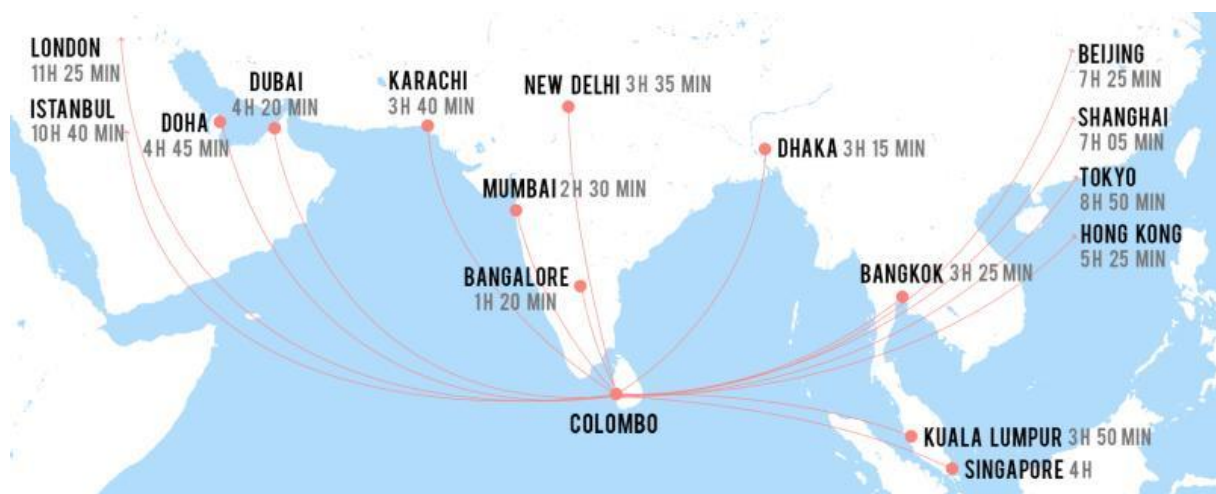 LONDON
11H 25 MIN
ISTANBUL
10H 40 MIN
DOHA
4H 45 MIN
DUBAI
4H 20 MIN
KARACHI
3H 40 MIN
NEW DELHI 3H 35 MIN
MUMBAI 2H 30 MIN
BANGALORE
1H 20 MIN
COLOMBO
DHAKA 3H 15 MIN
BANGKOK 3H 25 MIN
BEIJING
7H 25 MIN
SHANGHAI
7H 05 MIN
TOKYO
8H 50 MIN
HONG KONG
5H 25 MIN
KUALA LUMPUR 3H 50 MIN
SINGAPORE 4H